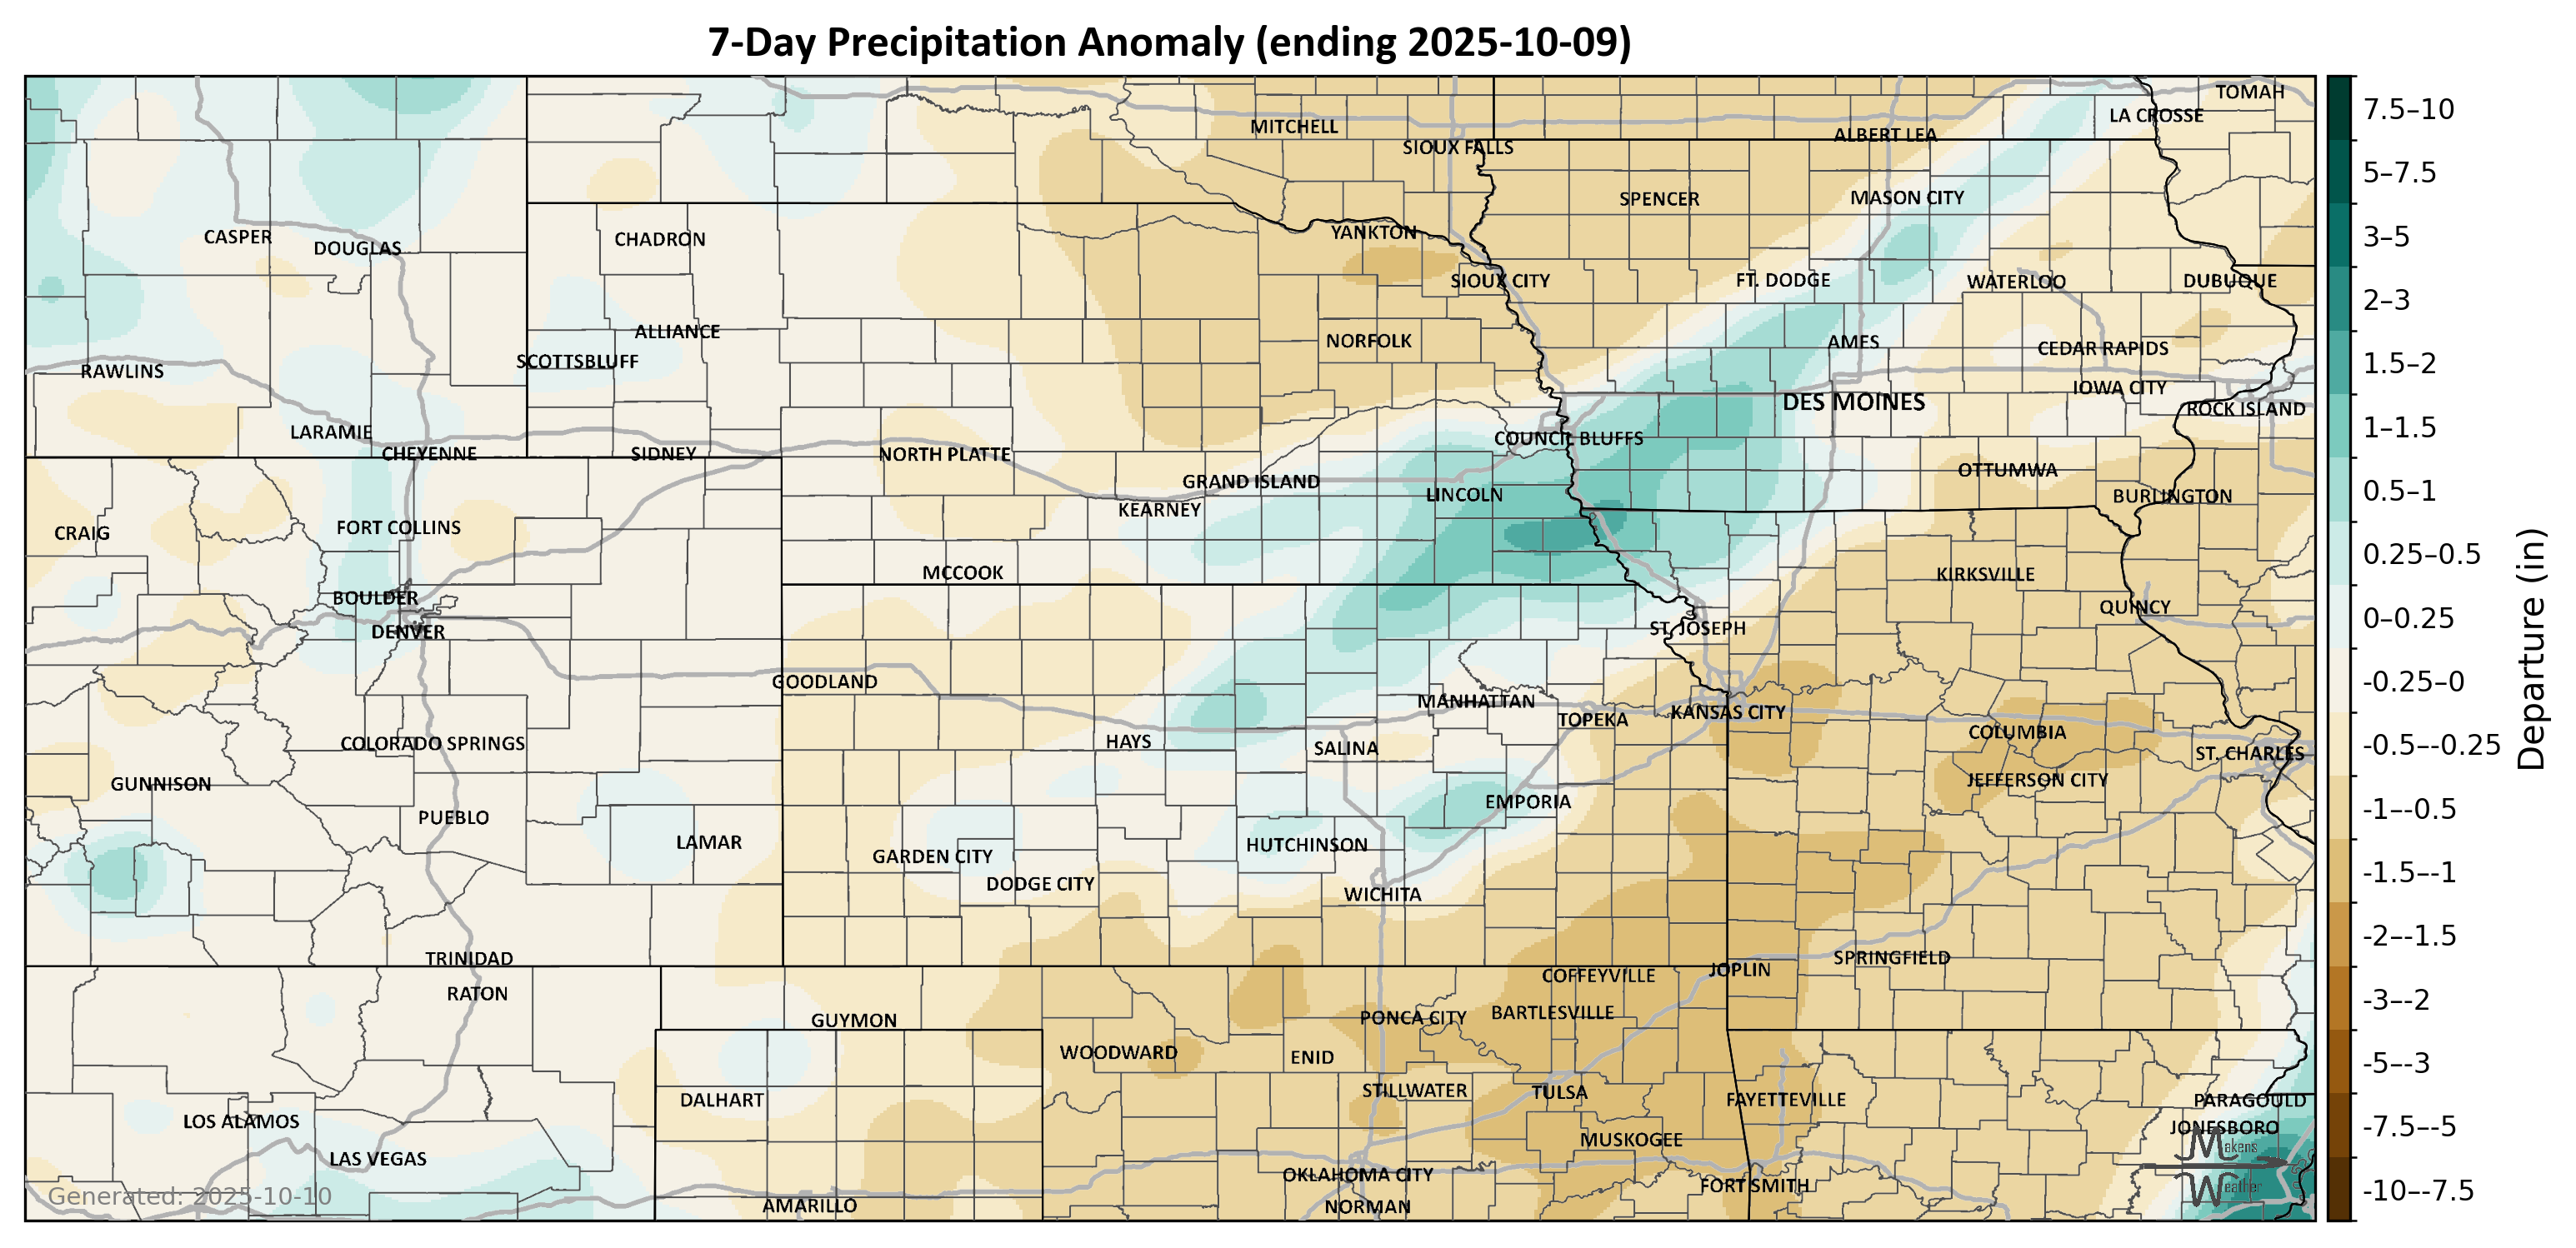 7-Day Precipitation Anomaly (ending 2025-10-09)
TOMAH
LA CROSSE
MITCHELL
ALBERT LEA
SIOUX FALLS
SPENCER
MASON CITY
YANKTON
CASPER
DOUGLAS
CHADRON
SIOUX CITY
FT. DODGE
WATERLOO
DUBUQUE
ALLIANCE
SCOTTSBLUFF
NORFOLK
AMES
CEDAR RAPIDS
RAWLINS
IOWA CITY
DES MOINES
ROCK ISLAND
LARAMIE
COUNCIL BLUFFS
CHEYENNE
SIDNEY
NORTH PLATTE
OTTUMWA
GRAND ISLAND
LINCOLN
BURLINGTON
KEARNEY
CRAIG
FORT COLLINS
MCCOOK
KIRKSVILLE
BOULDER
QUINCY
DENVER
ST. JOSEPH
GOODLAND
MANHATTAN
TOPEKA
KANSAS CITY
COLUMBIA
COLORADO SPRINGS
HAYS
SALINA
ST. CHARLES
GUNNISON
JEFFERSON CITY
EMPORIA
PUEBLO
LAMAR
HUTCHINSON
GARDEN CITY
DODGE CITY
WICHITA
TRINIDAD
SPRINGFIELD
JOPLIN
COFFEYVILLE
RATON
BARTLESVILLE
PONCA CITY
GUYMON
WOODWARD
ENID
STILLWATER
TULSA
DALHART
FAYETTEVILLE
PARAGOULD
LOS ALAMOS
JONESBORO
MUSKOGEE
LAS VEGAS
OKLAHOMA CITY
FORT SMITH
AMARILLO
NORMAN
Makens
Weather
Generated: 2025-10-10
7.5–10
5–7.5
3–5
2–3
1.5–2
1–1.5
0.5–1
0.25–0.5
0–0.25
-0.25–0
-0.5–-0.25
-1–-0.5
-1.5–-1
-2–-1.5
-3–-2
-5–-3
-7.5–-5
-10–-7.5
Departure (in)